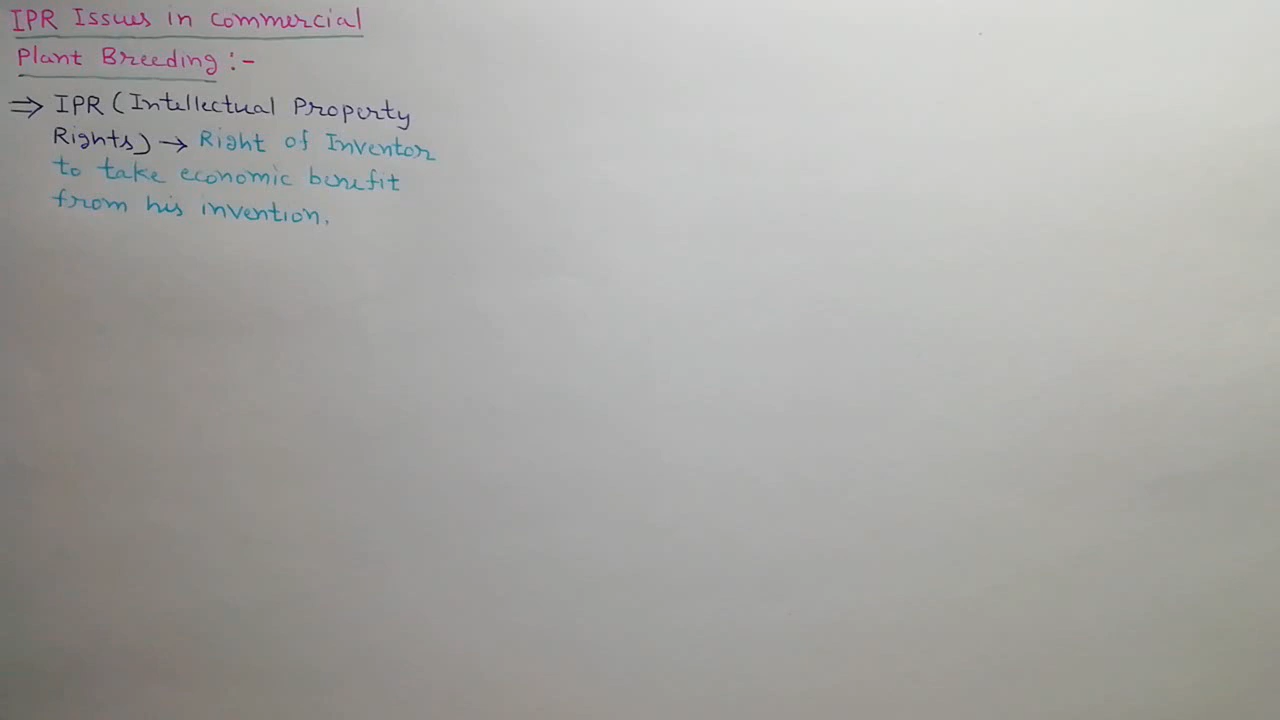 IPR Issues in commercial
Plant Breeding :-
⇒ IPR (Intellectual Property
Rights) → Right of Inventor
to take economic benefit
from his invention.